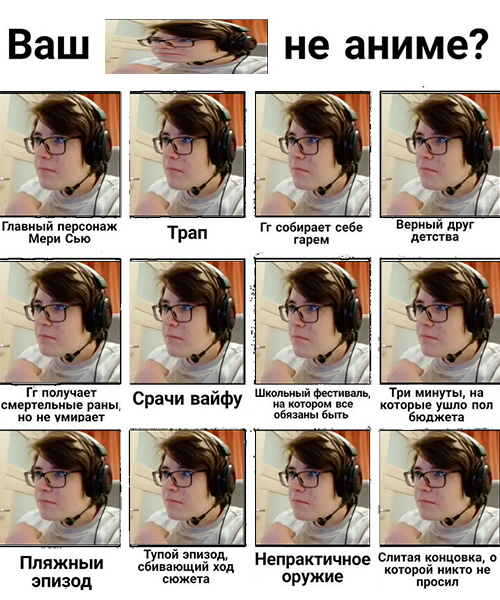 Ваш не аниме?
Главный персонаж
Мери Сью
Трап
Гг собирает себе
гарем
Верный друг
детства
Гг получает
смертельные раны,
но не умирает
Срачи вайфу
Школьный фестиваль,
на котором все
обязаны быть
Три минуты, на
которые ушло пол
бюджета
Пляжный
эпизод
Тупой эпизод,
сбивающий ход
сюжета
Непрактичное
оружие
Слитая концовка, о
которой никто не
просил